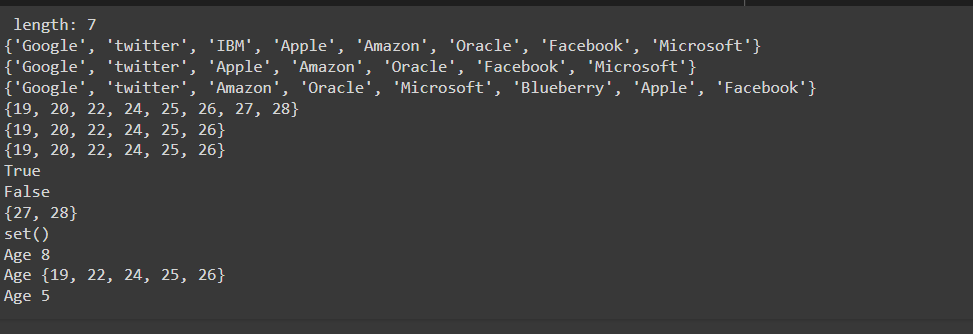 length: 7
{'Google', 'twitter', 'IBM', 'Apple', 'Amazon', 'Oracle', 'Facebook', 'Microsoft'}
{'Google', 'twitter', 'Apple', 'Amazon', 'Oracle', 'Facebook', 'Microsoft'}
{'Google', 'twitter', 'Amazon', 'Oracle', 'Microsoft', 'Blueberry', 'Apple', 'Facebook'}
{19, 20, 22, 24, 25, 26, 27, 28}
{19, 20, 22, 24, 25, 26}
{19, 20, 22, 24, 25, 26}
True
False
{27, 28}
set()
Age 8
Age {19, 22, 24, 25, 26}
Age 5